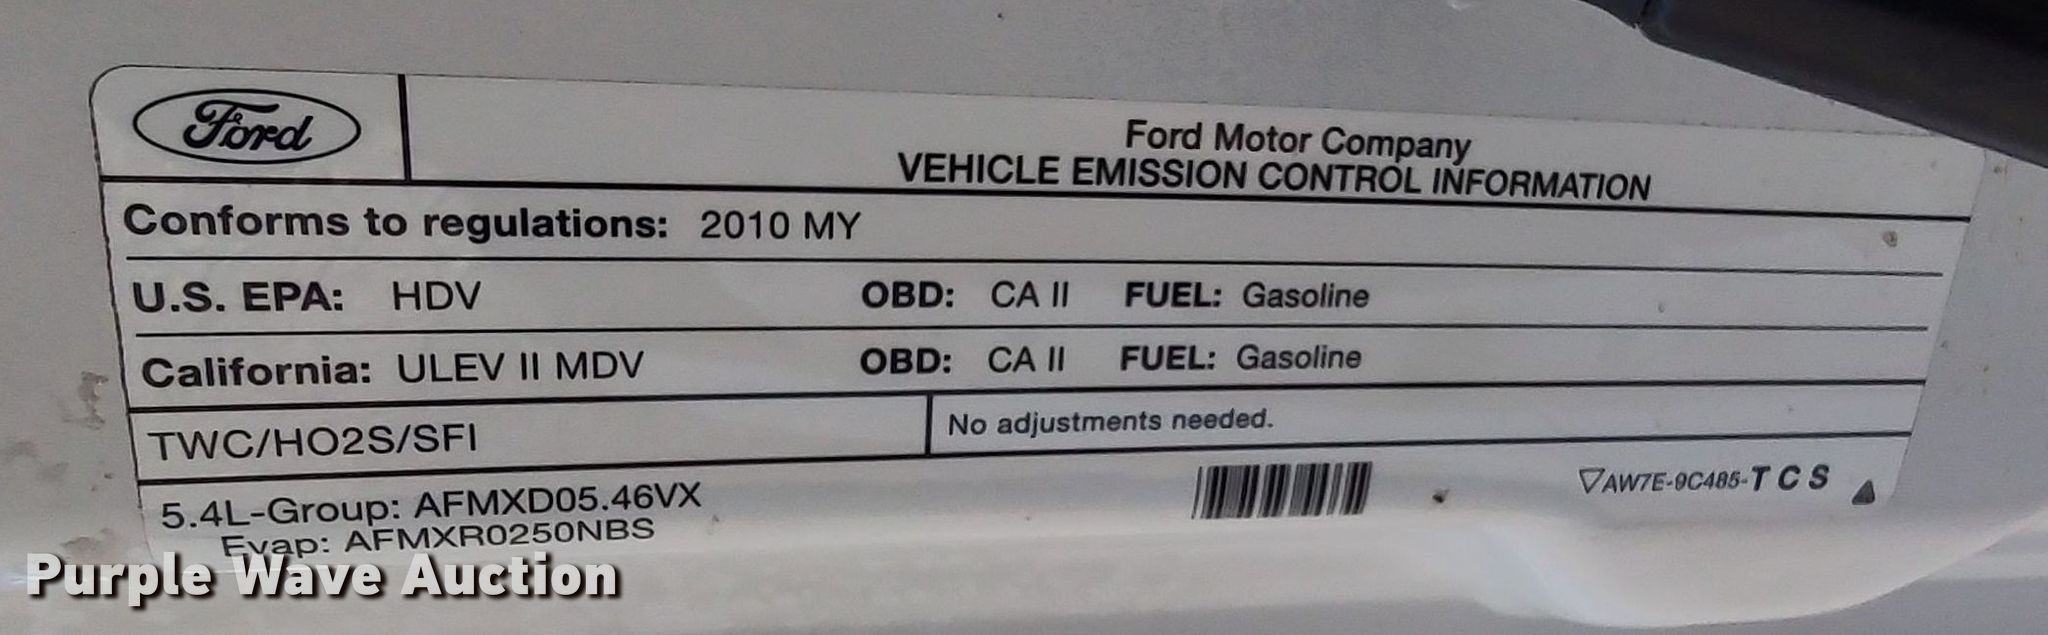 Ford
Ford Motor Company
VEHICLE EMISSION CONTROL INFORMATION
Conforms to regulations: 2010 MY
U.S. EPA: HDV OBD: CA II FUEL: Gasoline
California: ULEV II MDV OBD: CA II FUEL: Gasoline
TWC/HO2S/SFI No adjustments needed.
5.4L-Group: AFMXD05.46VX
Evap: AFMXR0250NBS
AW7E-9C485-TCS
Purple Wave Auction